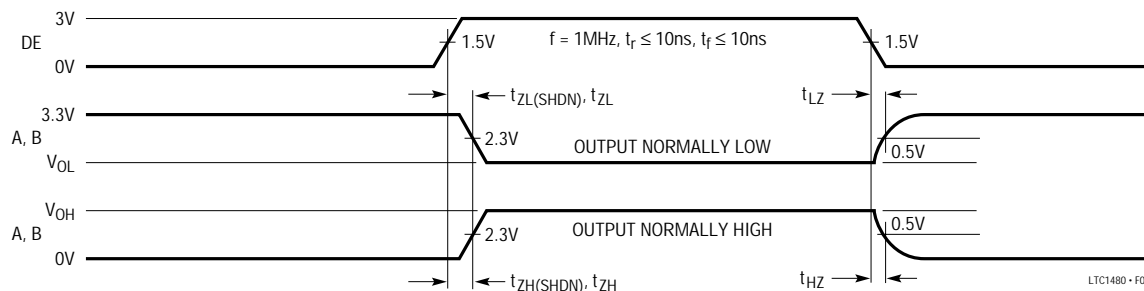 3V
DE
1.5V
f = 1MHz, tr ≤ 10ns, tf ≤ 10ns
1.5V
0V
tZL(SHDN), tZL
tLZ
3.3V
A, B
2.3V
OUTPUT NORMALLY LOW
0.5V
VOL
VOH
A, B
2.3V
OUTPUT NORMALLY HIGH
0.5V
0V
tZH(SHDN), tZH
tHZ
LTC1480 • F0